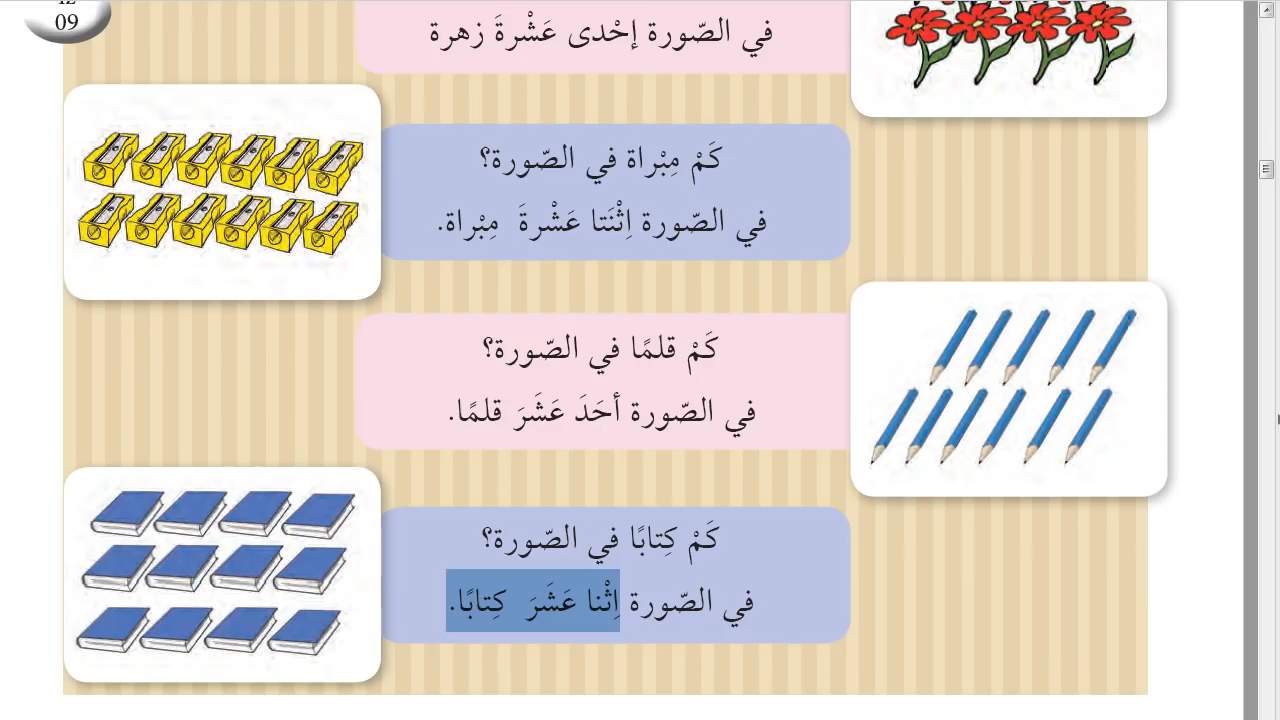 09
في الصّورة إحْدى عَشْرةَ زهرة
كَمْ مِبْراة في الصّورة؟
في الصّورة اِثْنَتا عَشْرةَ مِبْراة.
كَمْ قلمًا في الصّورة؟
في الصّورة أحَدَ عَشَرَ قلمًا.
كَمْ كِتابًا في الصّورة؟
في الصّورة اِثْنا عَشَرَ كِتابًا.